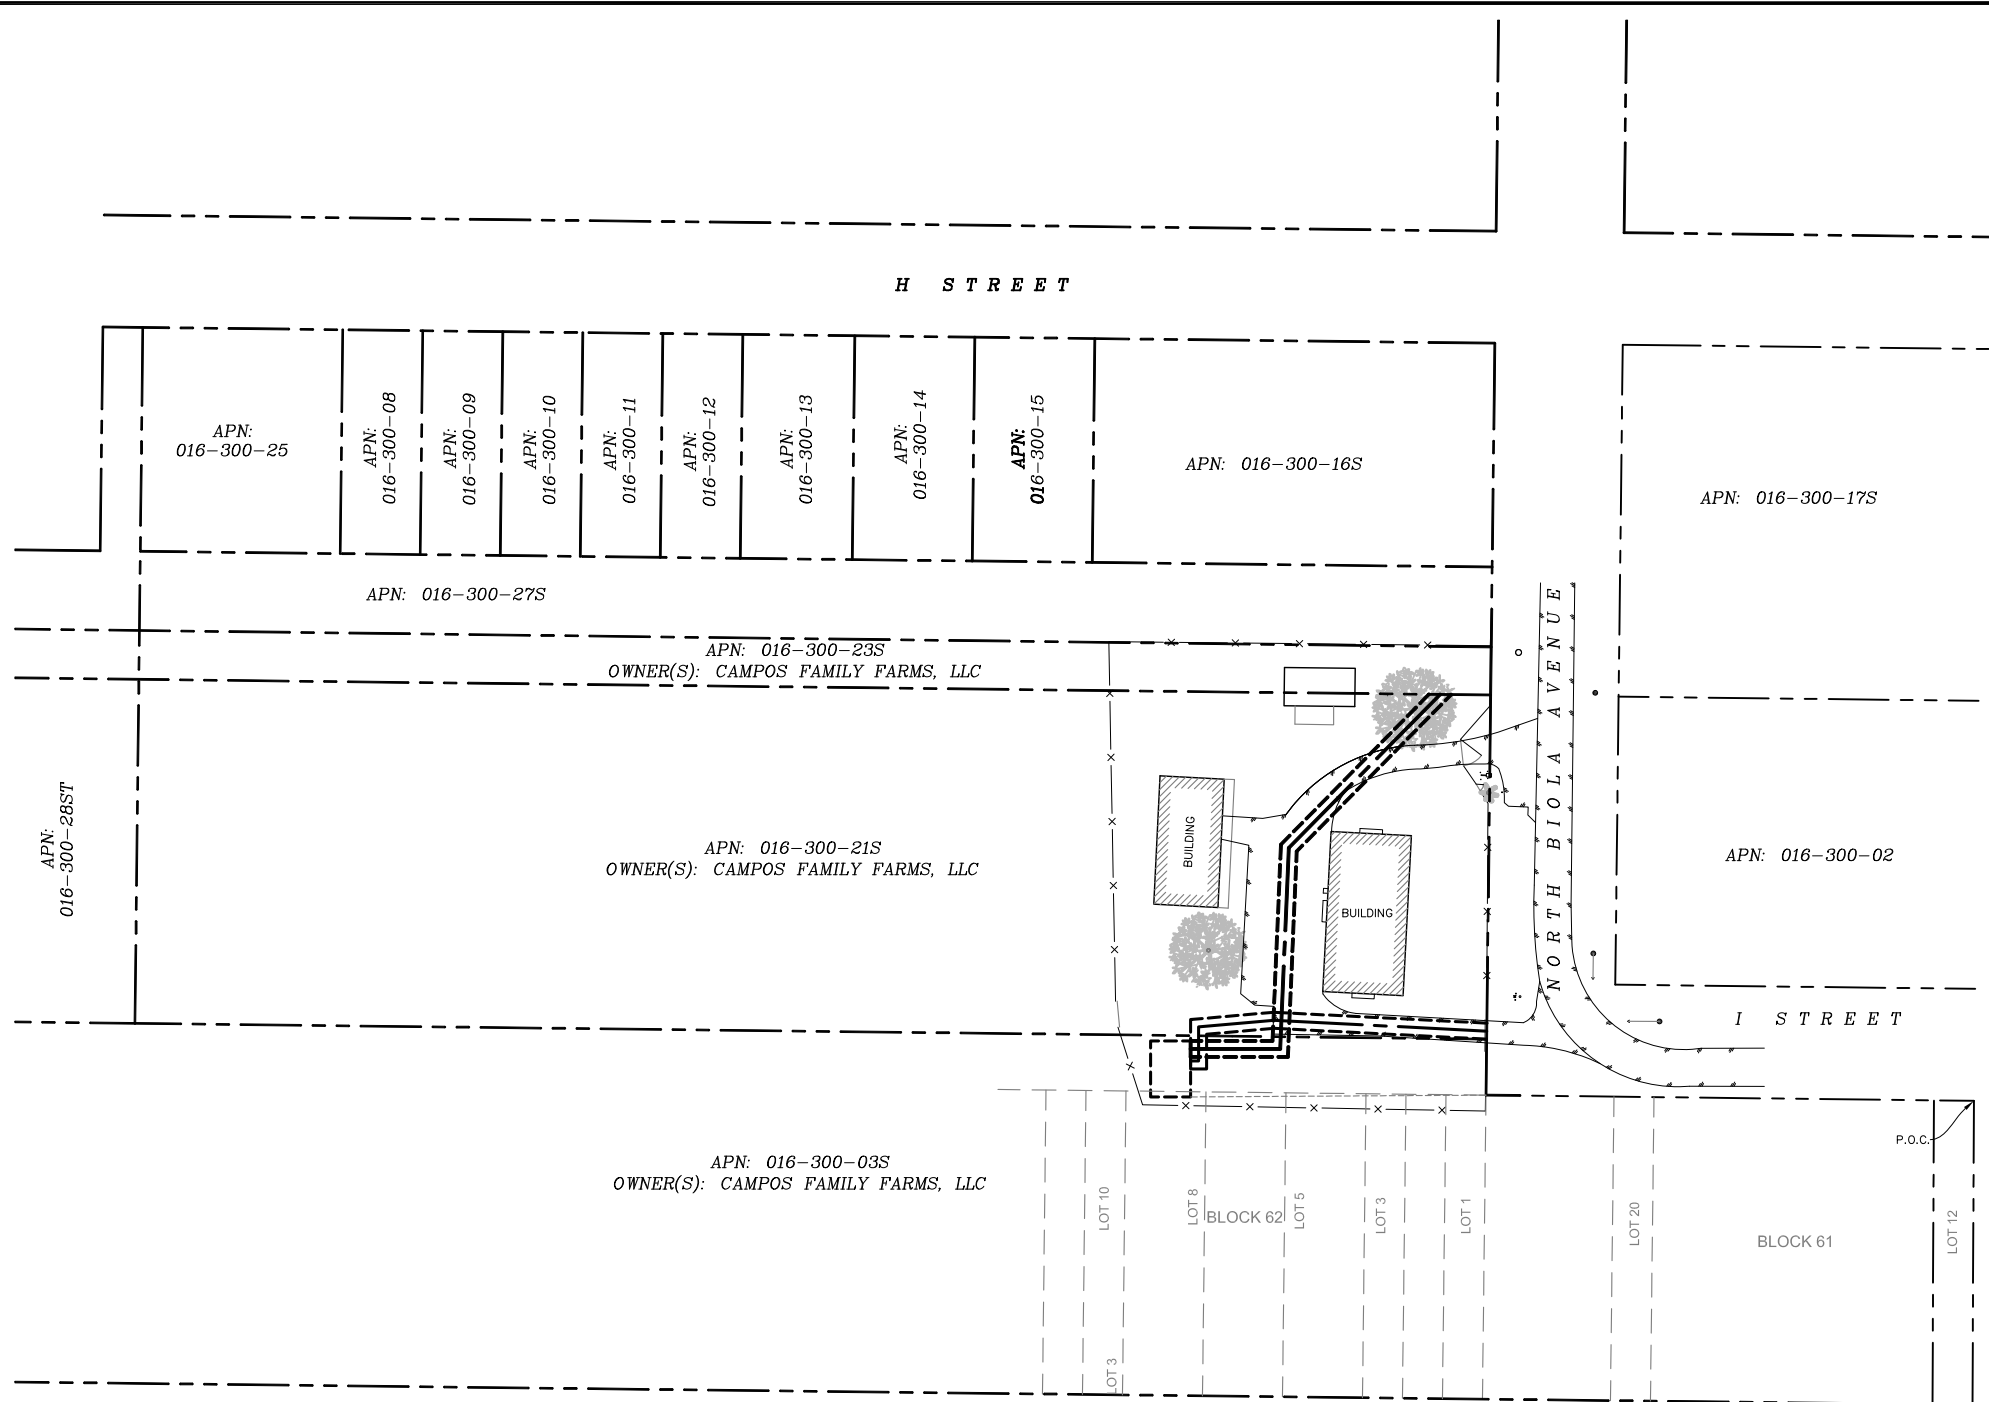 H STREET
APN:
016-300-25
APN:
016-300-08
APN:
016-300-09
APN:
016-300-10
APN:
016-300-11
APN:
016-300-12
APN:
016-300-13
APN:
016-300-14
APN:
016-300-15
APN: 016-300-16S
APN: 016-300-17S
APN: 016-300-27S
APN: 016-300-23S
OWNER(S): CAMPOS FAMILY FARMS, LLC
NORTH BIOLA AVENUE
APN:
016-300-28ST
APN: 016-300-21S
OWNER(S): CAMPOS FAMILY FARMS, LLC
BUILDING
BUILDING
APN: 016-300-02
I STREET
P.O.C.
APN: 016-300-03S
OWNER(S): CAMPOS FAMILY FARMS, LLC
LOT 10
LOT 8
BLOCK 62
LOT 5
LOT 3
LOT 1
LOT 20
BLOCK 61
LOT 12
LOT 3